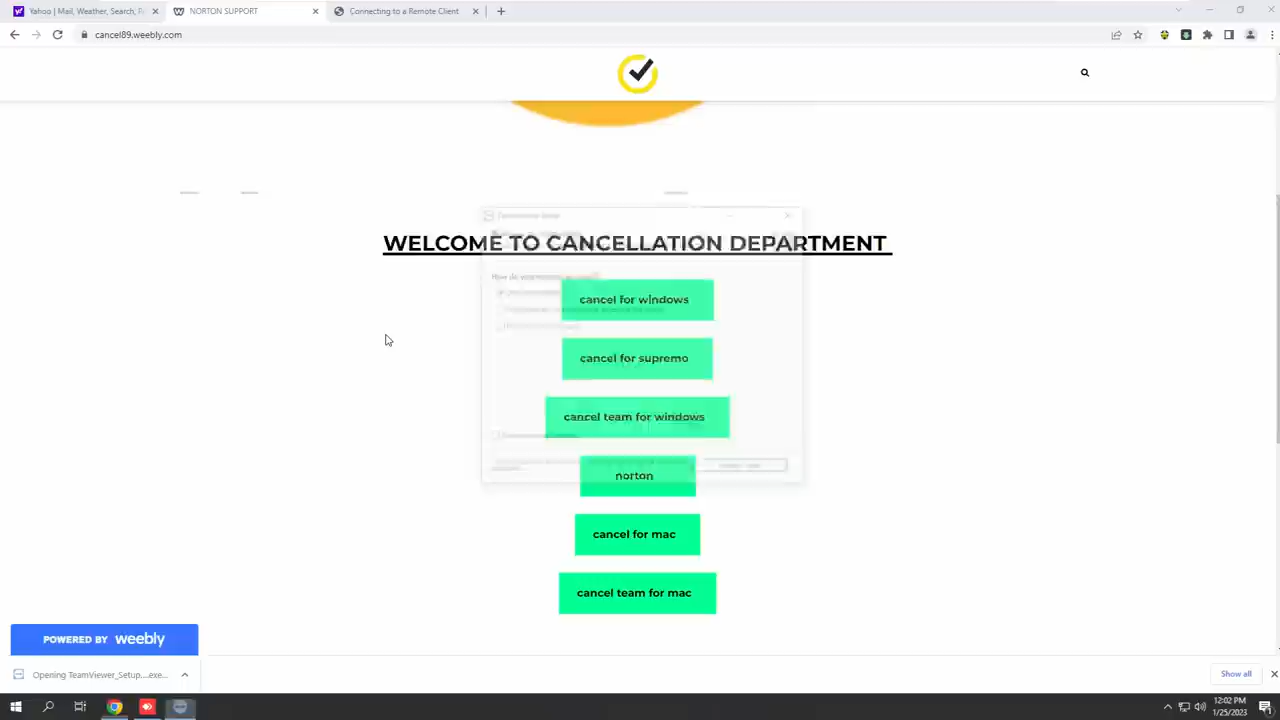 Yahoo | Mail, Weather, Search, P
NORTON SUPPORT
Connecting to a Remote Client
cancel89.weebly.com
WELCOME TO CANCELLATION DEPARTMENT
cancel for windows
cancel for supremo
cancel team for windows
norton
cancel for mac
cancel team for mac
POWERED BY weebly
Opening TeamViewer_Setup....exe...
Show all
12:02 PM
1/25/2023